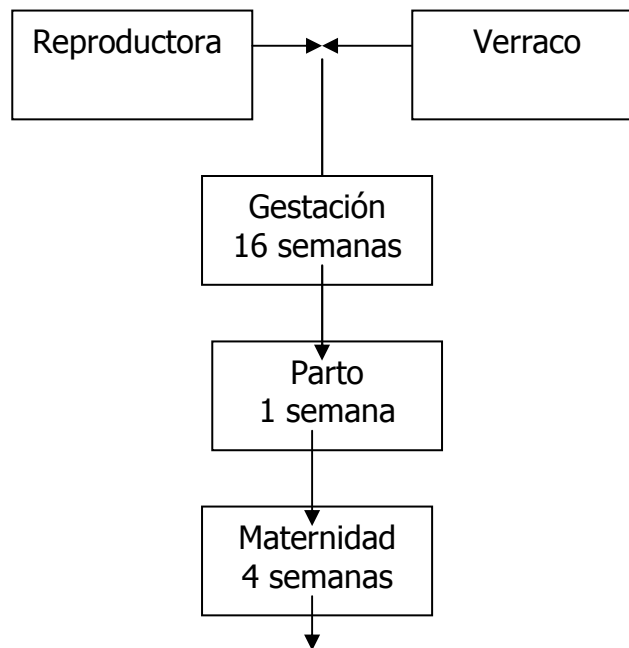 Reproductora
Verraco
Gestación
16 semanas
Parto
1 semana
Maternidad
4 semanas